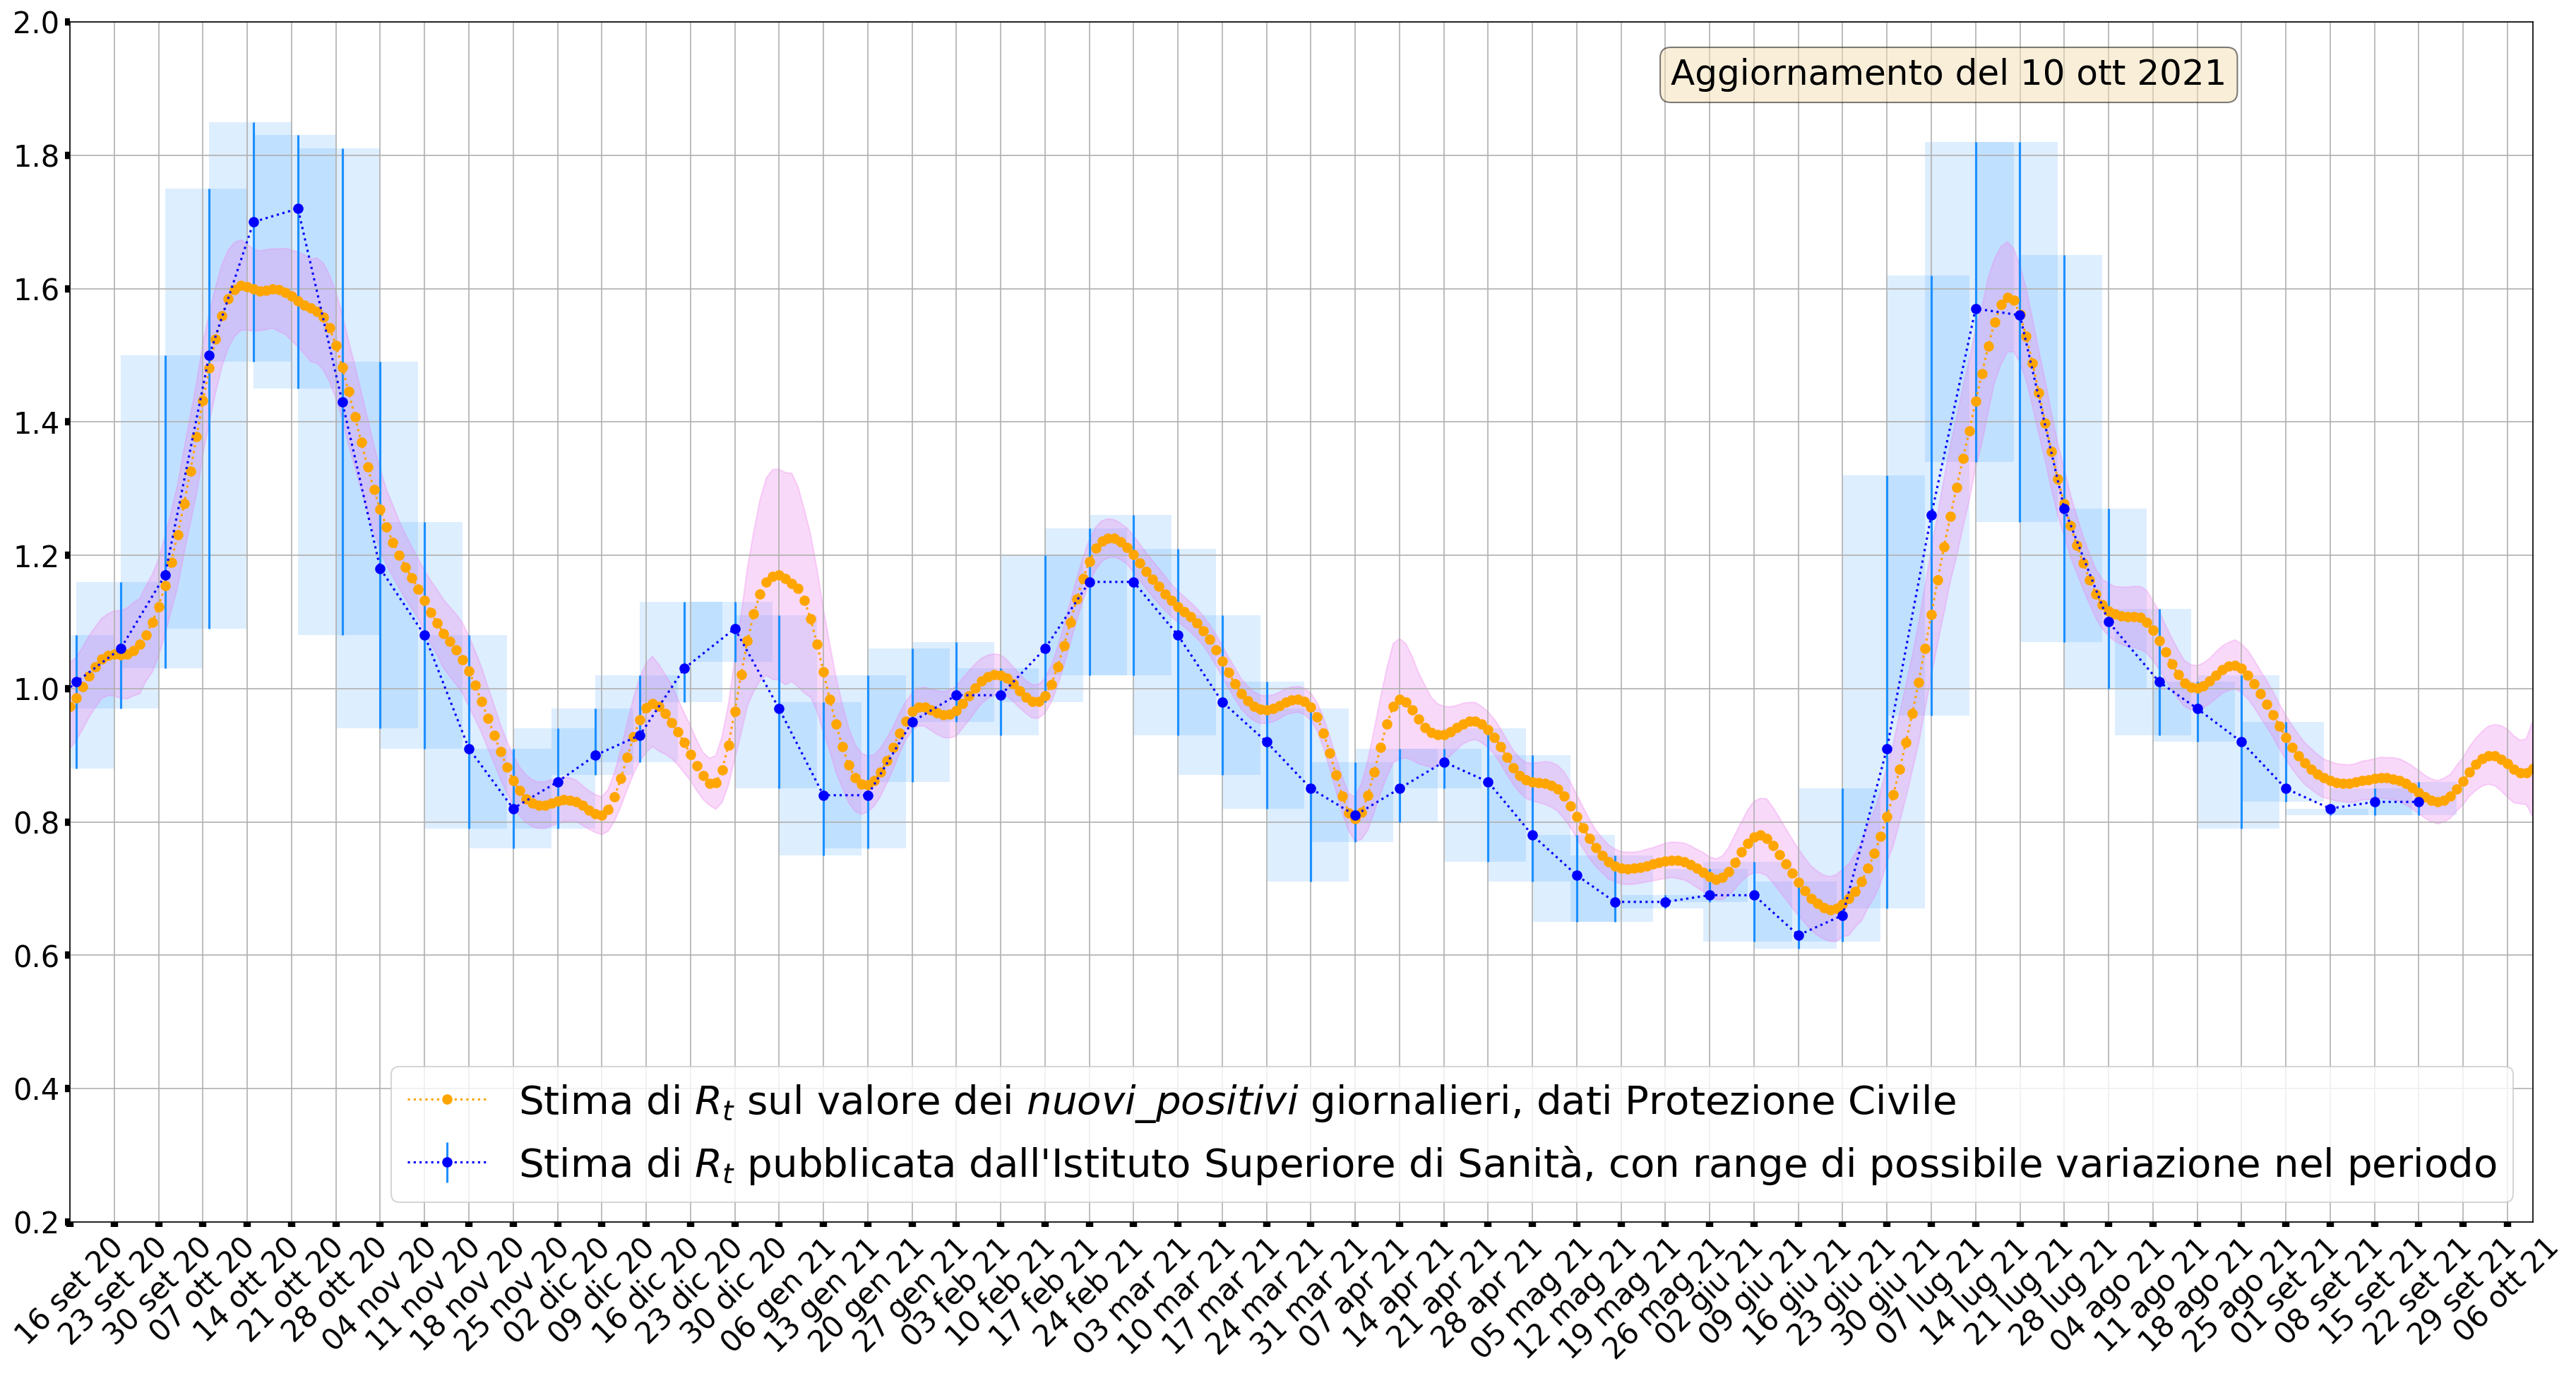 2.0
Aggiornamento del 10 ott 2021
1.8
1.6
1.4
1.2
1.0
0.8
0.6
0.4
Stima di Rt sul valore dei nuovi_positivi giornalieri, dati Protezione Civile
Stima di Rt pubblicata dall'Istituto Superiore di Sanità, con range di possibile variazione nel periodo
0.2
16 set 20
23 set 20
30 set 20
07 ott 20
14 ott 20
21 ott 20
28 ott 20
04 nov 20
11 nov 20
18 nov 20
25 nov 20
02 dic 20
09 dic 20
16 dic 20
23 dic 20
30 dic 20
06 gen 21
13 gen 21
20 gen 21
27 gen 21
03 feb 21
10 feb 21
17 feb 21
24 feb 21
03 mar 21
10 mar 21
17 mar 21
24 mar 21
31 mar 21
07 apr 21
14 apr 21
21 apr 21
28 apr 21
05 mag 21
12 mag 21
19 mag 21
26 mag 21
02 giu 21
09 giu 21
16 giu 21
23 giu 21
30 giu 21
07 lug 21
14 lug 21
21 lug 21
28 lug 21
04 ago 21
11 ago 21
18 ago 21
25 ago 21
01 set 21
08 set 21
15 set 21
22 set 21
29 set 21
06 ott 21